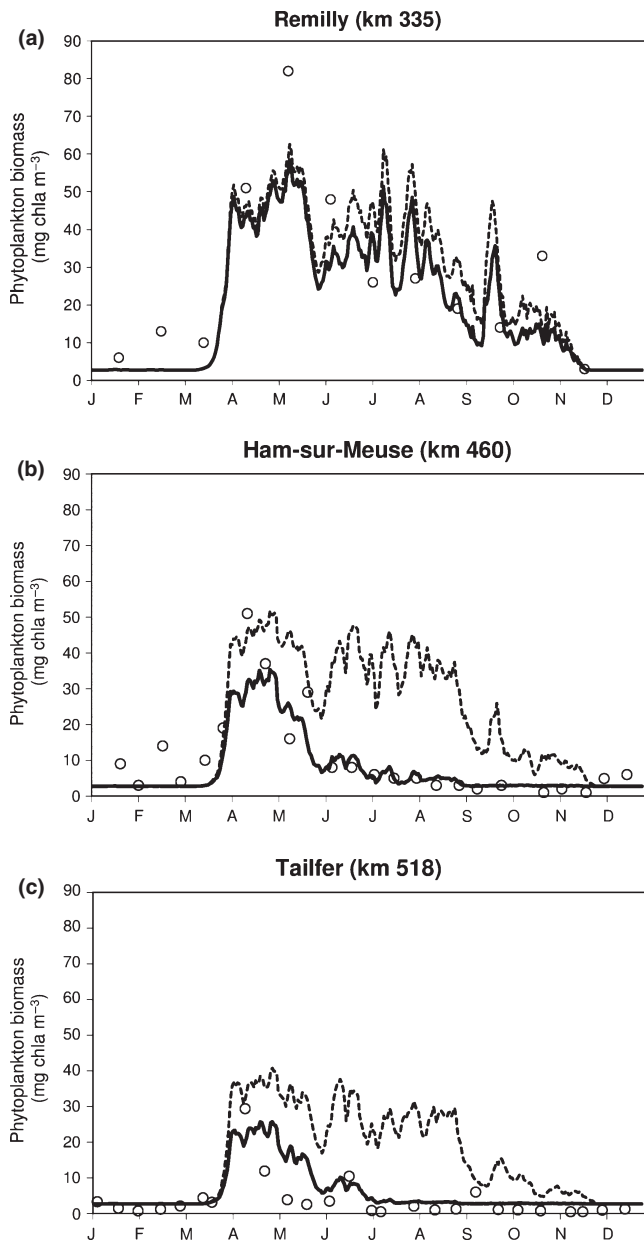 Remilly (km 335)
(a)
90
80
70
60
50
40
30
20
10
0
Phytoplankton biomass
(mg chla m⁻³)
J F M A M J J A S O N D
Ham-sur-Meuse (km 460)
(b)
90
80
70
60
50
40
30
20
10
0
Phytoplankton biomass
(mg chla m⁻³)
J F M A M J J A S O N D
Tailfer (km 518)
(c)
90
80
70
60
50
40
30
20
10
0
Phytoplankton biomass
(mg chla m⁻³)
J F M A M J J A S O N D